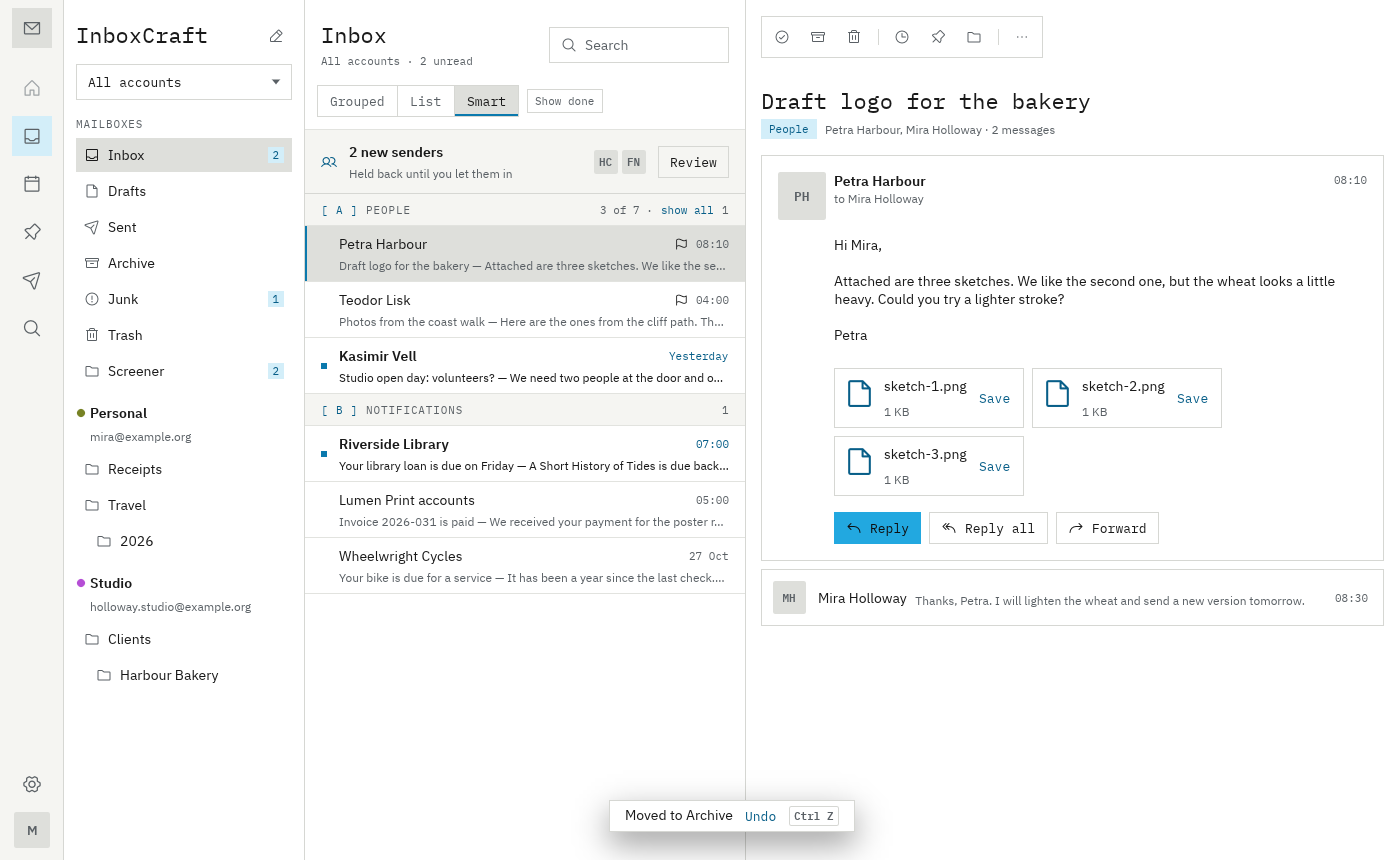 InboxCraft
All accounts
MAILBOXES
Inbox 2
Drafts
Sent
Archive
Junk 1
Trash
Screener 2
Personal
mira@example.org
Receipts
Travel
2026
Studio
holloway.studio@example.org
Clients
Harbour Bakery
M
Inbox
All accounts · 2 unread
Search
Grouped List Smart Show done
2 new senders
Held back until you let them in
HC FN Review
[ A ] PEOPLE 3 of 7 · show all 1
Petra Harbour 08:10
Draft logo for the bakery — Attached are three sketches. We like the se...
Teodor Lisk 04:00
Photos from the coast walk — Here are the ones from the cliff path. Th...
Kasimir Vell Yesterday
Studio open day: volunteers? — We need two people at the door and o...
[ B ] NOTIFICATIONS 1
Riverside Library 07:00
Your library loan is due on Friday — A Short History of Tides is due back...
Lumen Print accounts 05:00
Invoice 2026-031 is paid — We received your payment for the poster r...
Wheelwright Cycles 27 Oct
Your bike is due for a service — It has been a year since the last check....
Draft logo for the bakery
People Petra Harbour, Mira Holloway · 2 messages
PH
Petra Harbour 08:10
to Mira Holloway
Hi Mira,
Attached are three sketches. We like the second one, but the wheat looks a little
heavy. Could you try a lighter stroke?
Petra
sketch-1.png
1 KB
Save
sketch-2.png
1 KB
Save
sketch-3.png
1 KB
Save
Reply Reply all Forward
MH Mira Holloway Thanks, Petra. I will lighten the wheat and send a new version tomorrow. 08:30
Moved to Archive Undo Ctrl Z